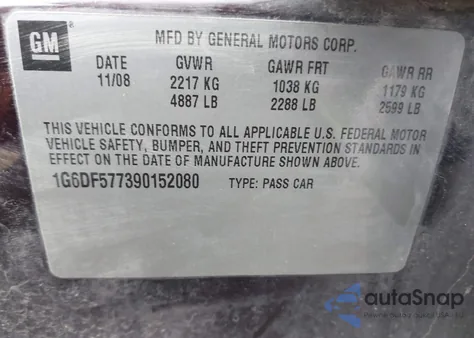 GM
MFD BY GENERAL MOTORS CORP.
DATE GVWR GAWR FRT GAWR RR
11/08 2217 KG 1038 KG 1179 KG
4887 LB 2288 LB 2599 LB
THIS VEHICLE CONFORMS TO ALL APPLICABLE U.S. FEDERAL MOTOR
VEHICLE SAFETY, BUMPER, AND THEFT PREVENTION STANDARDS IN
EFFECT ON THE DATE OF MANUFACTURE SHOWN ABOVE.
1G6DF577390152080 TYPE: PASS CAR
autoSnap